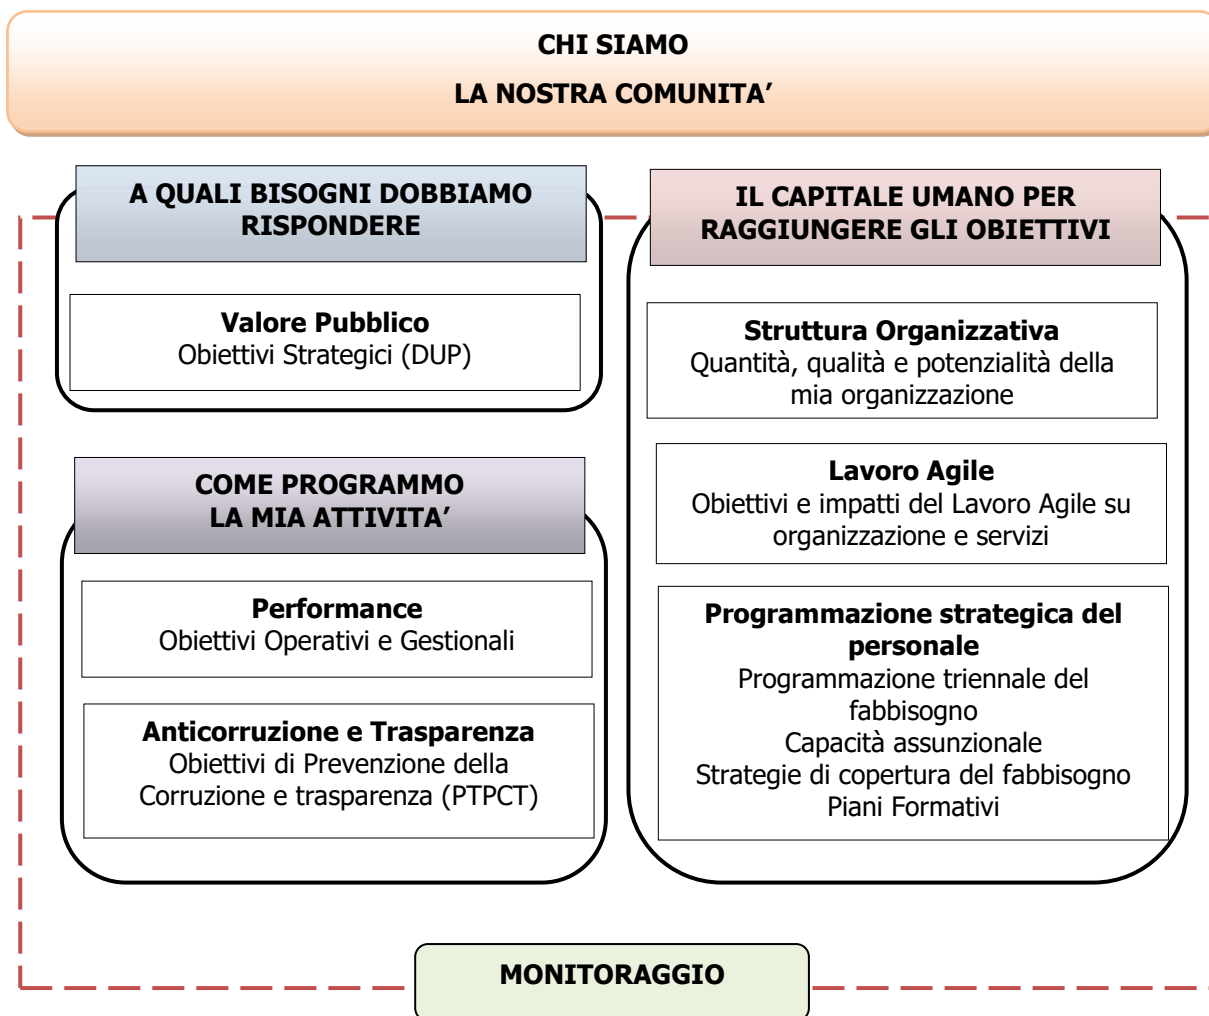 CHI SIAMO
LA NOSTRA COMUNITA’
A QUALI BISOGNI DOBBIAMO
RISPONDERE
Valore Pubblico
Obiettivi Strategici (DUP)
COME PROGRAMMO
LA MIA ATTIVITA’
Performance
Obiettivi Operativi e Gestionali
Anticorruzione e Trasparenza
Obiettivi di Prevenzione della
Corruzione e trasparenza (PTPCT)
IL CAPITALE UMANO PER
RAGGIUNGERE GLI OBIETTIVI
Struttura Organizzativa
Quantità, qualità e potenzialità della
mia organizzazione
Lavoro Agile
Obiettivi e impatti del Lavoro Agile su
organizzazione e servizi
Programmazione strategica del
personale
Programmazione triennale del
fabbisogno
Capacità assunzionale
Strategie di copertura del fabbisogno
Piani Formativi
MONITORAGGIO